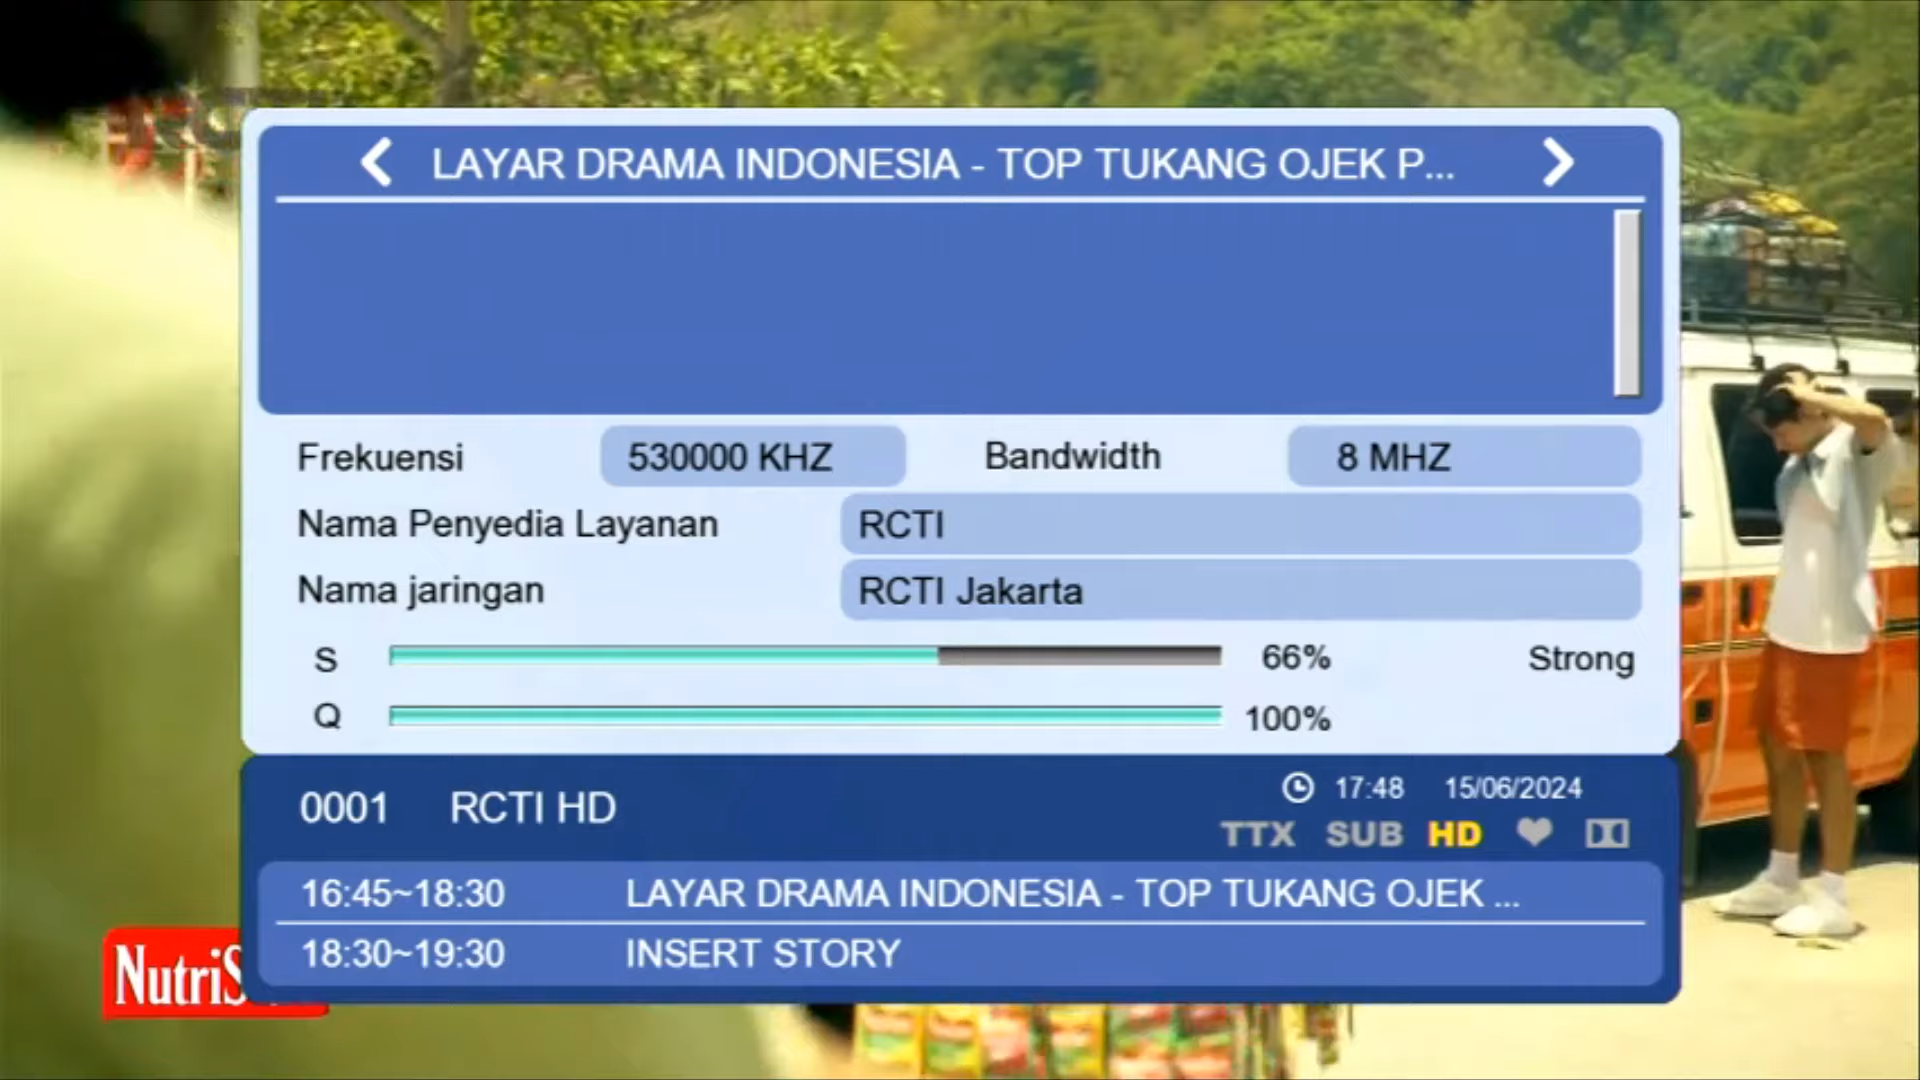 LAYAR DRAMA INDONESIA - TOP TUKANG OJEK P...
Frekuensi 530000 KHZ Bandwidth 8 MHZ
Nama Penyedia Layanan RCTI
Nama jaringan RCTI Jakarta
S 66% Strong
Q 100%
0001 RCTI HD 17:48 15/06/2024
TTX SUB HD
16:45~18:30 LAYAR DRAMA INDONESIA - TOP TUKANG OJEK ...
18:30~19:30 INSERT STORY